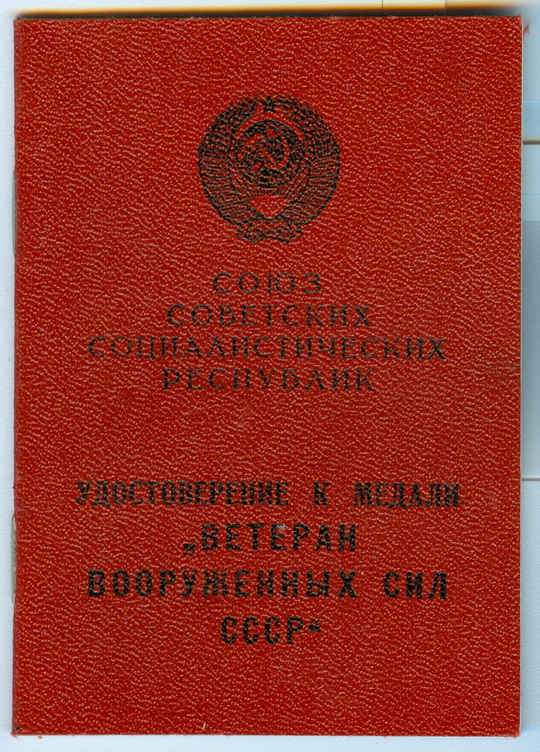 СОЮЗ
СОВЕТСКИХ
СОЦИАЛИСТИЧЕСКИХ
РЕСПУБЛИК
УДОСТОВЕРЕНИЕ К МЕДАЛИ
„ВЕТЕРАН
ВООРУЖЕННЫХ СИЛ
СССР“